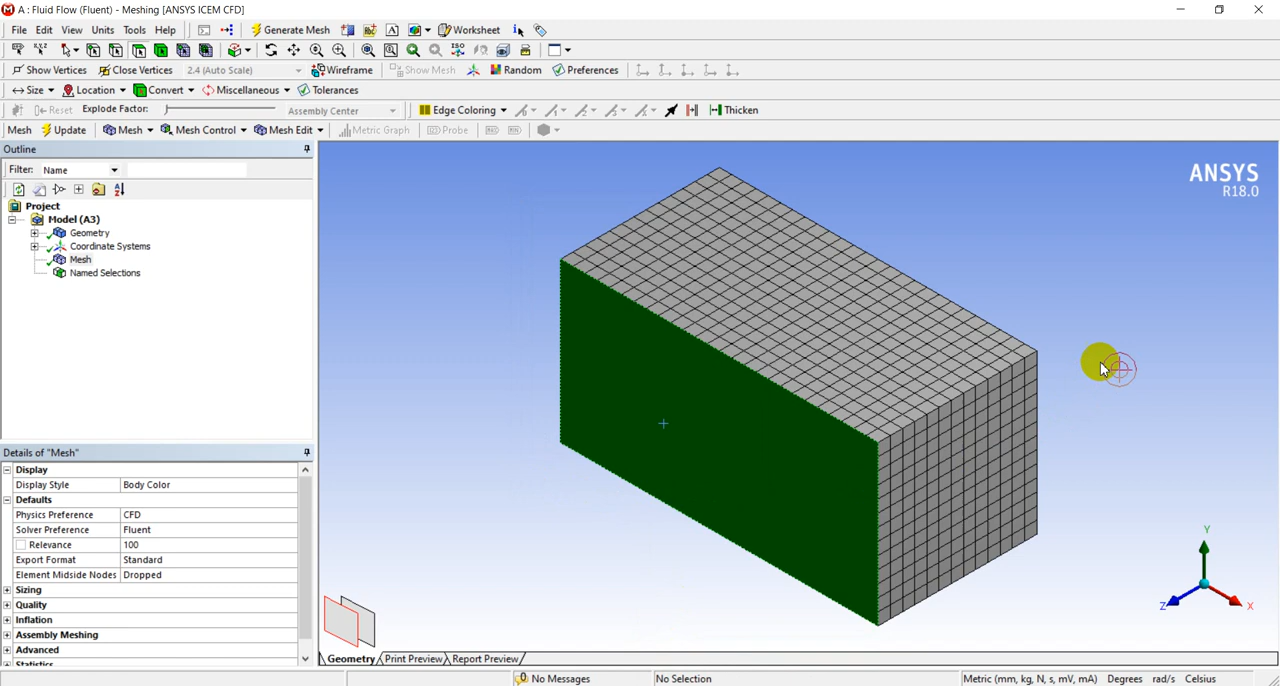 A : Fluid Flow (Fluent) - Meshing [ANSYS ICEM CFD]
File Edit View Units Tools Help Generate Mesh A Worksheet i
Show Vertices Close Vertices 2.4 (Auto Scale) Wireframe Show Mesh Random Preferences
Size Location Convert Miscellaneous Tolerances
Reset Explode Factor: Assembly Center Edge Coloring Thicken
Mesh Update Mesh Mesh Control Mesh Edit Metric Graph Probe
Outline
Filter: Name
Project
Model (A3)
Geometry
Coordinate Systems
Mesh
Named Selections
ANSYS
R18.0
Details of "Mesh"
Display
Display Style Body Color
Defaults
Physics Preference CFD
Solver Preference Fluent
Relevance 100
Export Format Standard
Element Midside Nodes Dropped
Sizing
Quality
Inflation
Assembly Meshing
Advanced
Statistics
Y
Z
X
Geometry Print Preview Report Preview
0 No Messages No Selection Metric (mm, kg, N, s, mV, mA) Degrees rad/s Celsius